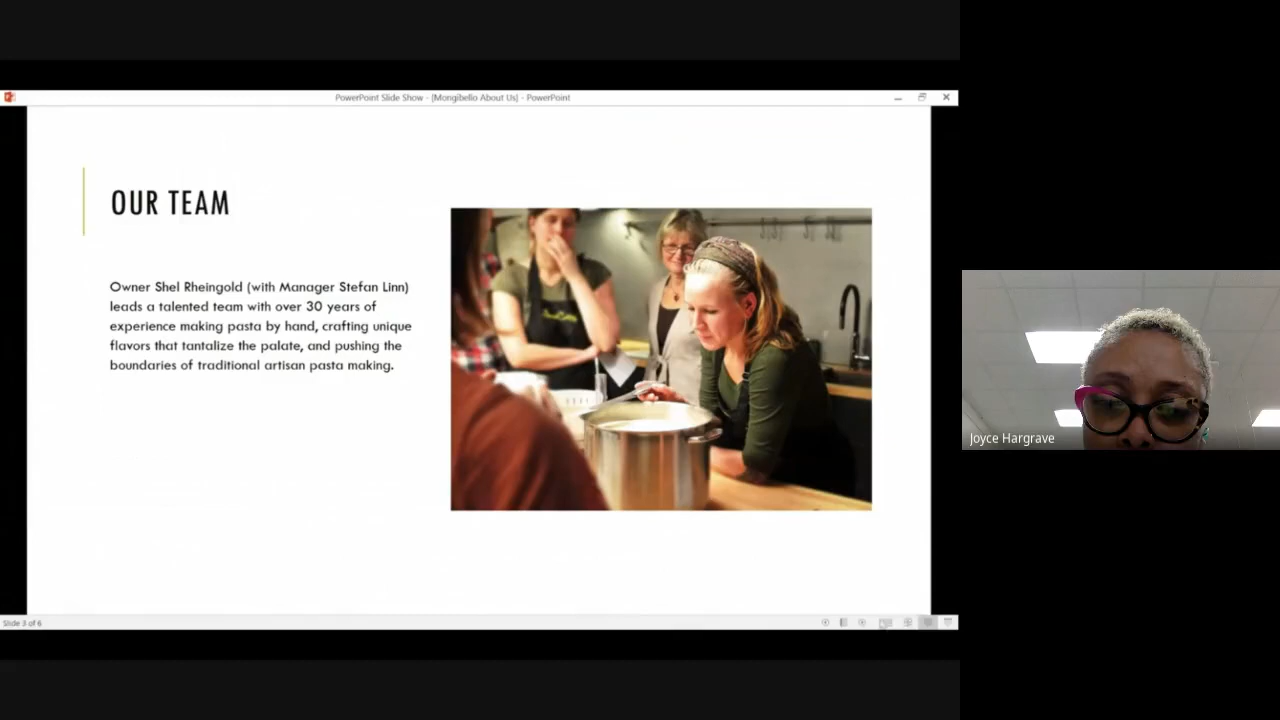 PowerPoint Slide Show - [Mongibello About Us] - PowerPoint
OUR TEAM
Owner Shel Rheingold (with Manager Stefan Linn)
leads a talented team with over 30 years of
experience making pasta by hand, crafting unique
flavors that tantalize the palate, and pushing the
boundaries of traditional artisan pasta making.
Joyce Hargrave
Slide 3 of 6